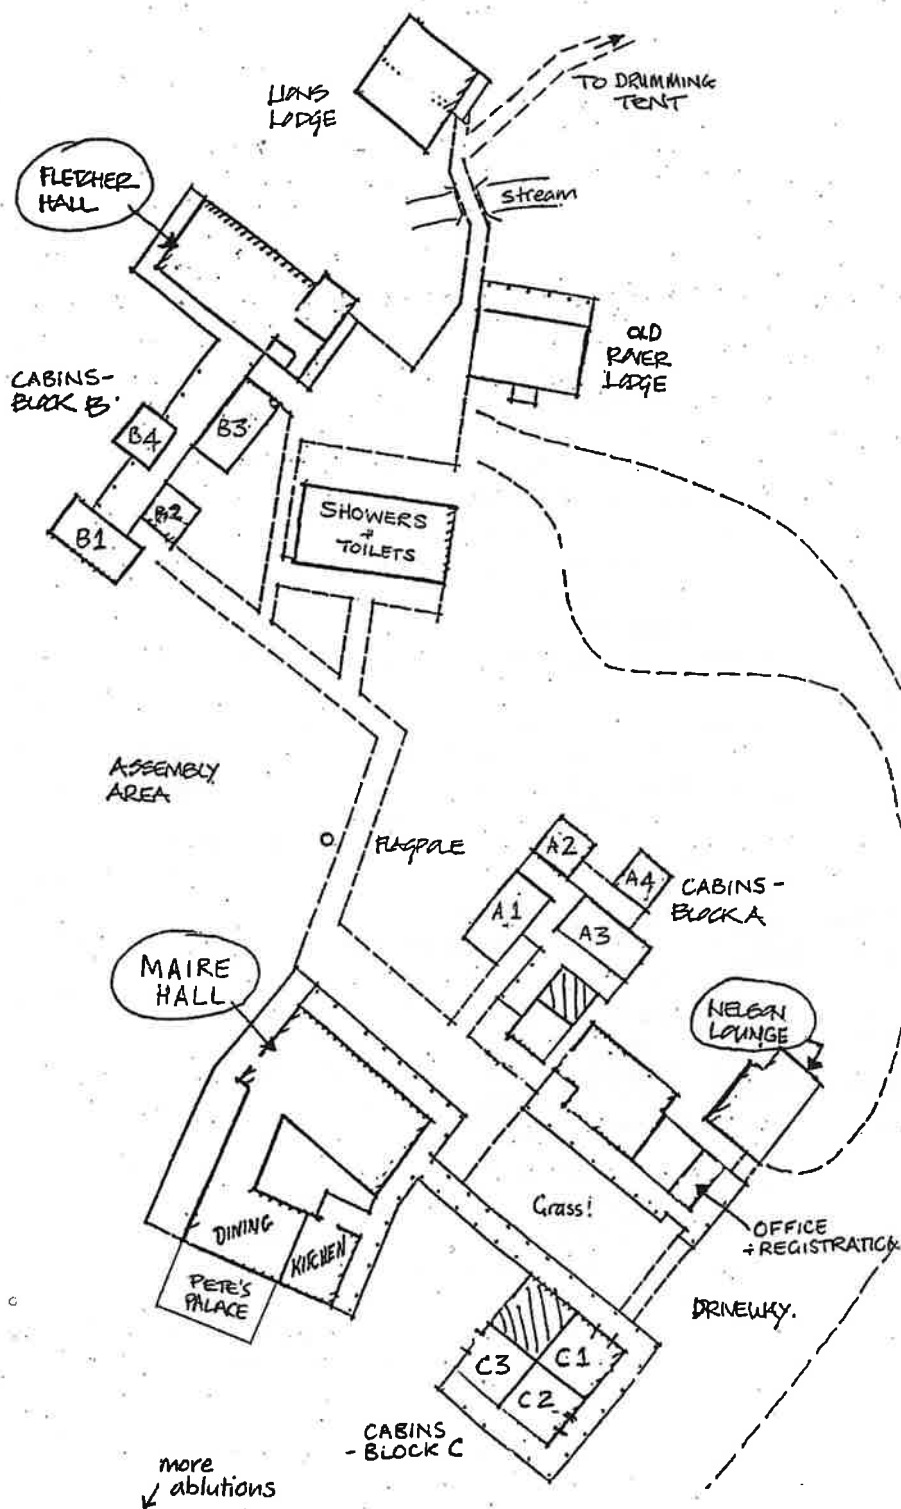 TO DRUMMING
TENT
LIONS
LODGE
FLETCHER
HALL
stream
OLD
RIVER
LODGE
CABINS-
BLOCK B
B4
B3
B1
B2
SHOWERS
+
TOILETS
ASSEMBLY
AREA
FLAGPOLE
A2
A4
A1
A3
CABINS-
BLOCK A
MAIRE
HALL
NELSON
LOUNGE
Grass!
DINING
KITCHEN
OFFICE
+REGISTRATION
PETE'S
PALACE
DRIVEWAY.
C3
C1
C2
CABINS
- BLOCK C
more
ablutions